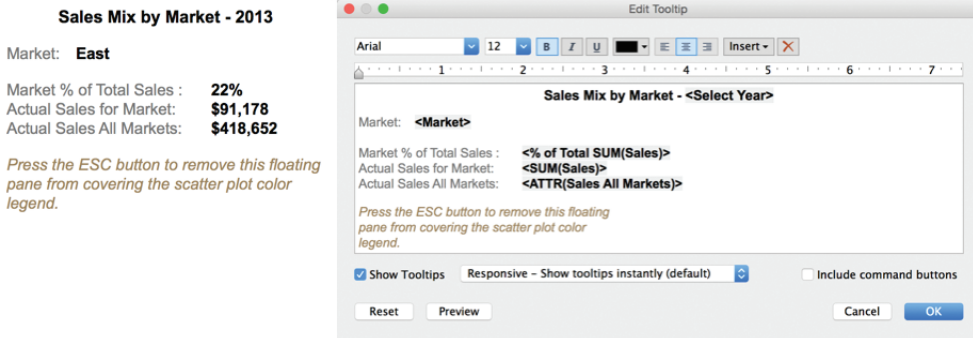 Sales Mix by Market - 2013
Market: East
Market % of Total Sales : 22%
Actual Sales for Market: $91,178
Actual Sales All Markets: $418,652
Press the ESC button to remove this floating
pane from covering the scatter plot color
legend.
Edit Tooltip
Arial 12 B I U Insert
1 2 3 4 5 6 7
Sales Mix by Market - <Select Year>
Market: <Market>
Market % of Total Sales : <% of Total SUM(Sales)>
Actual Sales for Market: <SUM(Sales)>
Actual Sales All Markets: <ATTR(Sales All Markets)>
Press the ESC button to remove this floating
pane from covering the scatter plot color
legend.
Show Tooltips Responsive – Show tooltips instantly (default) Include command buttons
Reset Preview Cancel OK